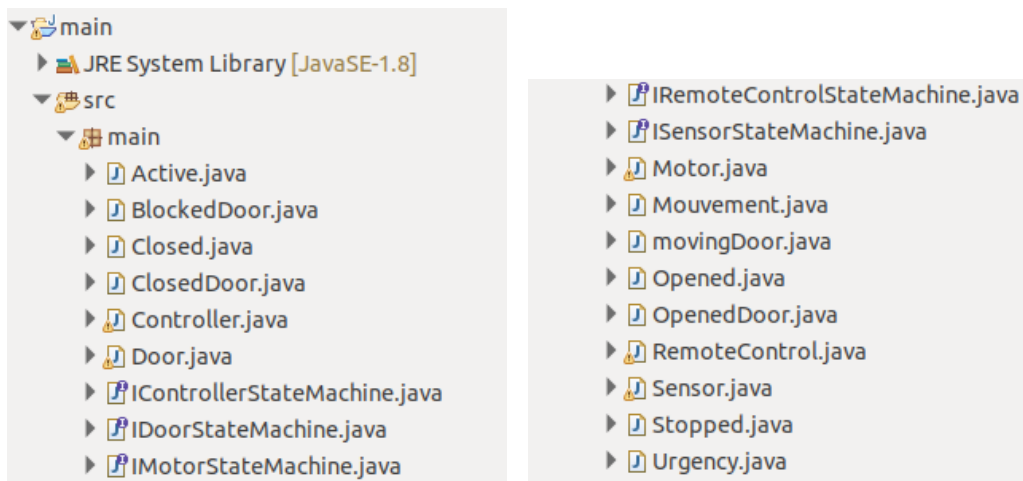 main
JRE System Library [JavaSE-1.8]
src
main
Active.java
BlockedDoor.java
Closed.java
ClosedDoor.java
Controller.java
Door.java
IControllerStateMachine.java
IDoorStateMachine.java
IMotorStateMachine.java
IRemoteControlStateMachine.java
ISensorStateMachine.java
Motor.java
Mouvement.java
movingDoor.java
Opened.java
OpenedDoor.java
RemoteControl.java
Sensor.java
Stopped.java
Urgency.java